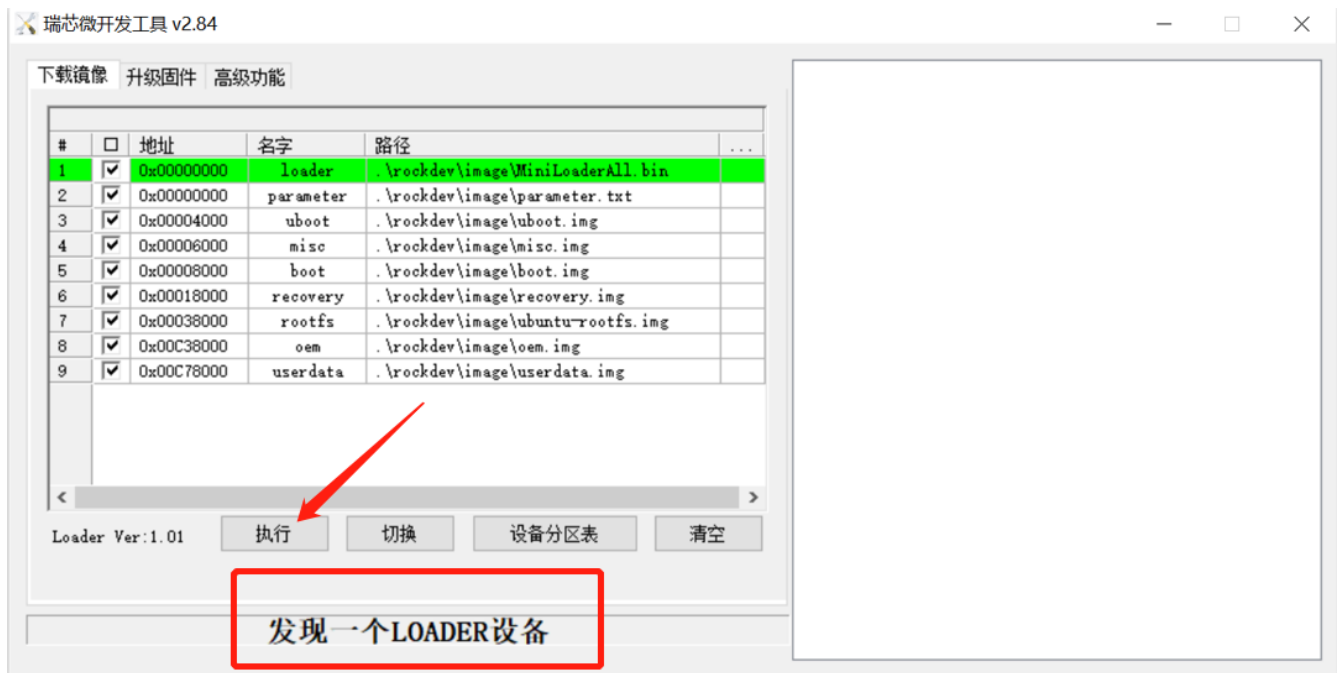 瑞芯微开发工具 v2.84
下载镜像 升级固件 高级功能
# 地址 名字 路径 ...
1 0x00000000 loader .\rockdev\image\MiniLoaderAll.bin
2 0x00000000 parameter .\rockdev\image\parameter.txt
3 0x00004000 uboot .\rockdev\image\uboot.img
4 0x00006000 misc .\rockdev\image\misc.img
5 0x00008000 boot .\rockdev\image\boot.img
6 0x00018000 recovery .\rockdev\image\recovery.img
7 0x00038000 rootfs .\rockdev\image\ubuntu-rootfs.img
8 0x00C38000 oem .\rockdev\image\oem.img
9 0x00C78000 userdata .\rockdev\image\userdata.img
Loader Ver:1.01 执行 切换 设备分区表 清空
发现一个LOADER设备